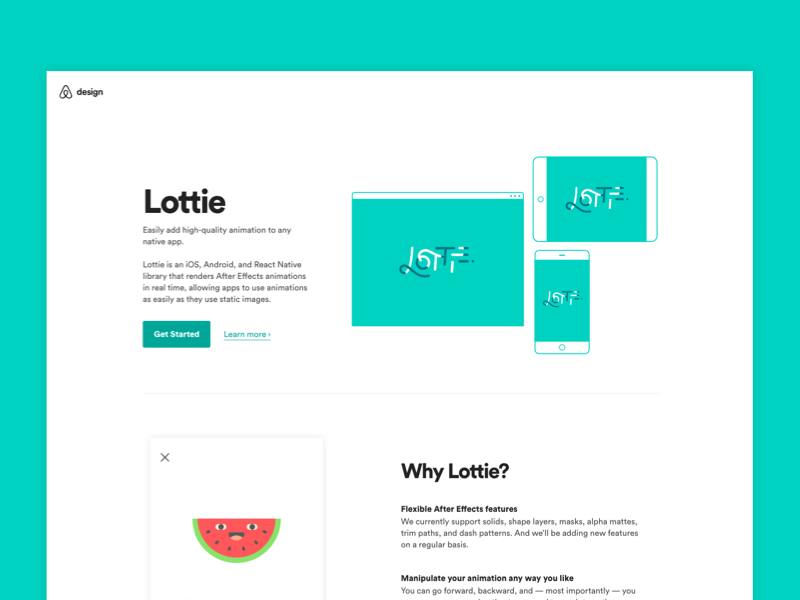 design
Lottie
Easily add high-quality animation to any
native app.
Lottie is an iOS, Android, and React Native
library that renders After Effects animations
in real time, allowing apps to use animations
as easily as they use static images.
Get Started
Learn more ›
LOTTIE
LOTTIE
LOTTIE
Why Lottie?
Flexible After Effects features
We currently support solids, shape layers, masks, alpha mattes,
trim paths, and dash patterns. And we'll be adding new features
on a regular basis.
Manipulate your animation any way you like
You can go forward, backward, and — most importantly — you